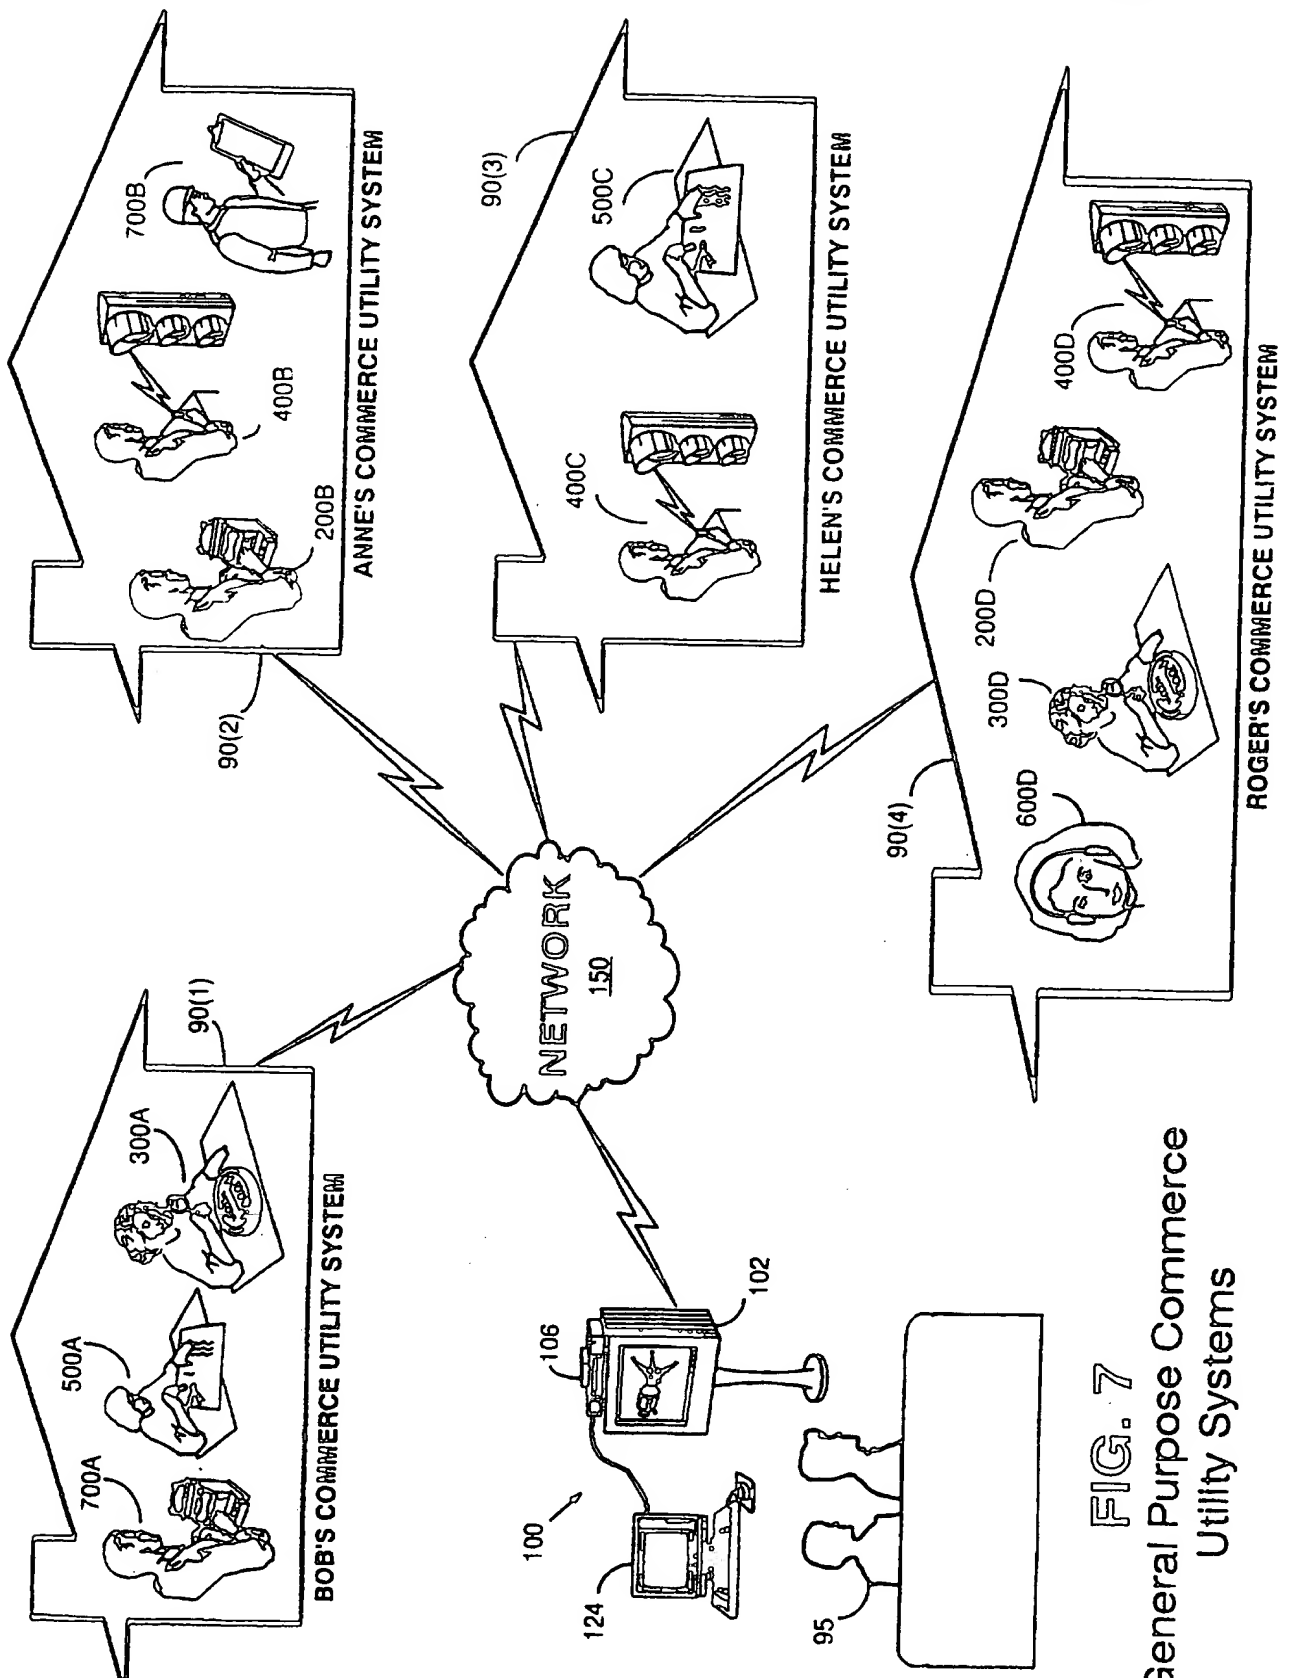 700A
500A
300A
90(1)
BOB'S COMMERCE UTILITY SYSTEM
90(2)
200B
400B
700B
ANNE'S COMMERCE UTILITY SYSTEM
NETWORK
150
400C
500C
90(3)
HELEN'S COMMERCE UTILITY SYSTEM
100
106
102
124
95
90(4)
600D
300D
200D
400D
ROGER'S COMMERCE UTILITY SYSTEM
FIG. 7
General Purpose Commerce
Utility Systems